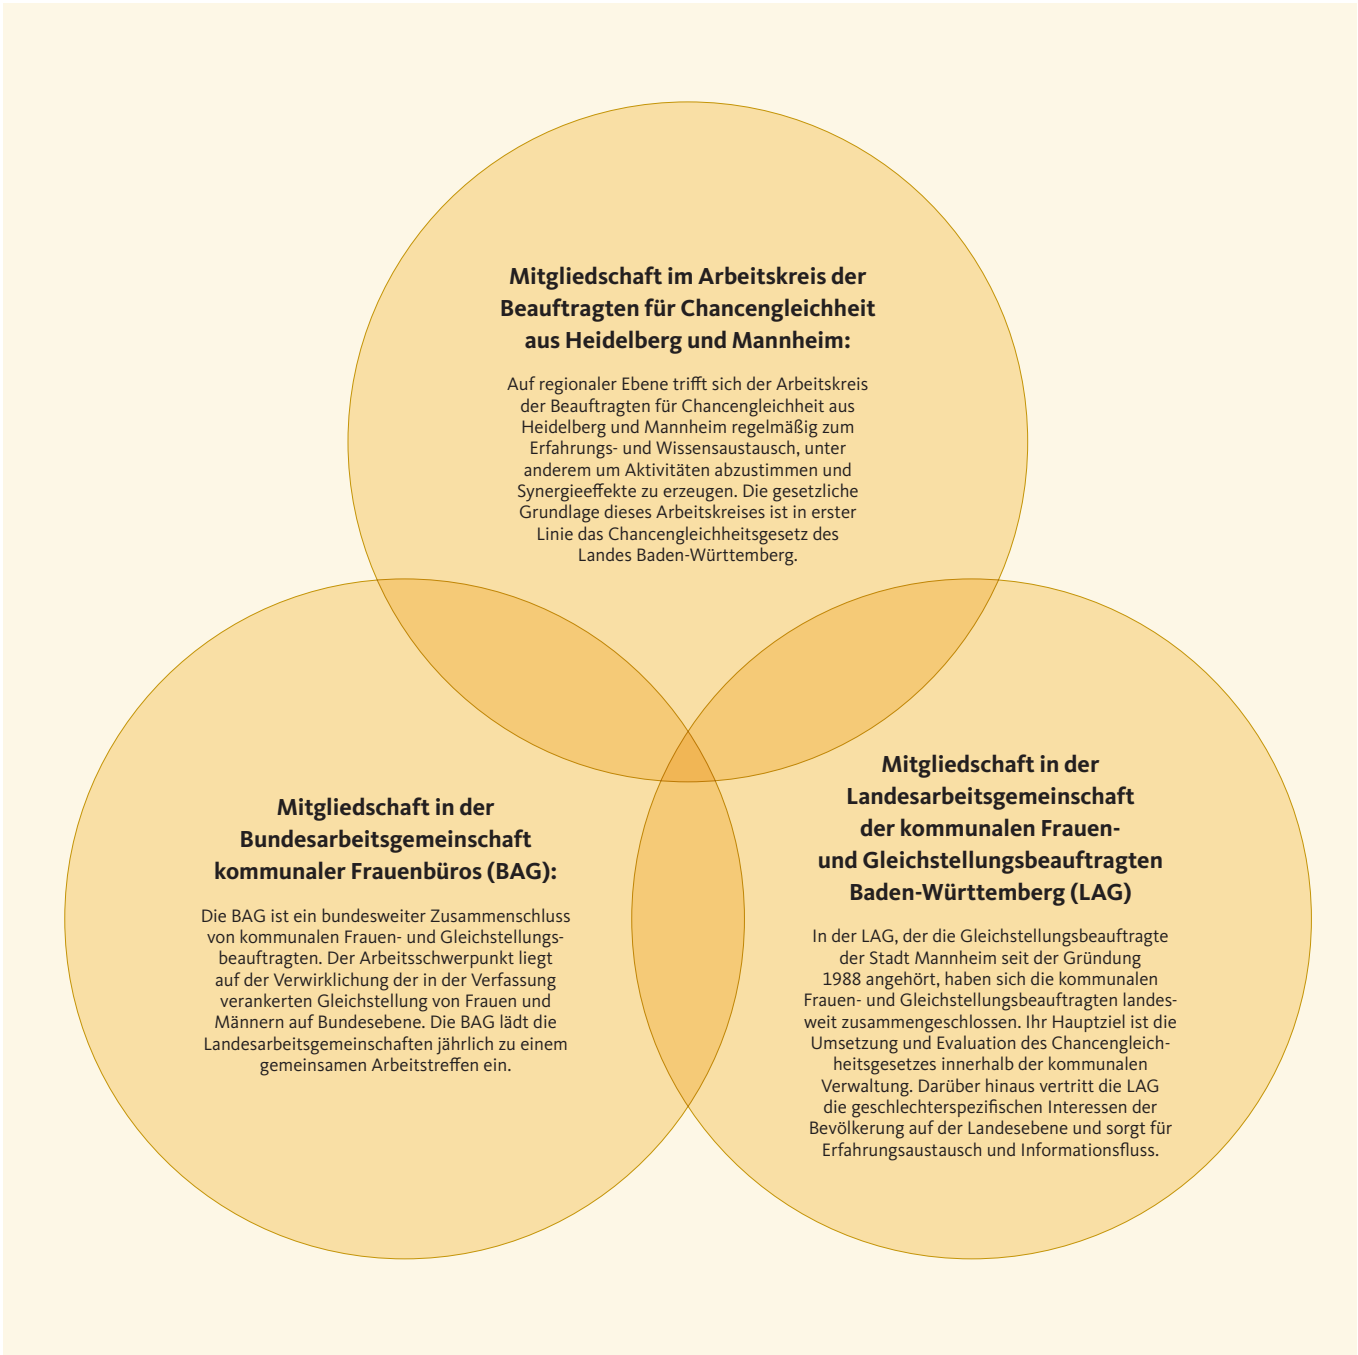 Mitgliedschaft im Arbeitskreis der
Beauftragten für Chancengleichheit
aus Heidelberg und Mannheim:
Auf regionaler Ebene trifft sich der Arbeitskreis
der Beauftragten für Chancengleichheit aus
Heidelberg und Mannheim regelmäßig zum
Erfahrungs- und Wissensaustausch, unter
anderem um Aktivitäten abzustimmen und
Synergieeffekte zu erzeugen. Die gesetzliche
Grundlage dieses Arbeitskreises ist in erster
Linie das Chancengleichheitsgesetz des
Landes Baden-Württemberg.
Mitgliedschaft in der
Bundesarbeitsgemeinschaft
kommunaler Frauenbüros (BAG):
Die BAG ist ein bundesweiter Zusammenschluss
von kommunalen Frauen- und Gleichstellungs-
beauftragten. Der Arbeitsschwerpunkt liegt
auf der Verwirklichung der in der Verfassung
verankerten Gleichstellung von Frauen und
Männern auf Bundesebene. Die BAG lädt die
Landesarbeitsgemeinschaften jährlich zu einem
gemeinsamen Arbeitstreffen ein.
Mitgliedschaft in der
Landesarbeitsgemeinschaft
der kommunalen Frauen-
und Gleichstellungsbeauftragten
Baden-Württemberg (LAG)
In der LAG, der die Gleichstellungsbeauftragte
der Stadt Mannheim seit der Gründung
1988 angehört, haben sich die kommunalen
Frauen- und Gleichstellungsbeauftragten landes-
weit zusammengeschlossen. Ihr Hauptziel ist die
Umsetzung und Evaluation des Chancengleich-
heitsgesetzes innerhalb der kommunalen
Verwaltung. Darüber hinaus vertritt die LAG
die geschlechterspezifischen Interessen der
Bevölkerung auf der Landesebene und sorgt für
Erfahrungsaustausch und Informationsfluss.